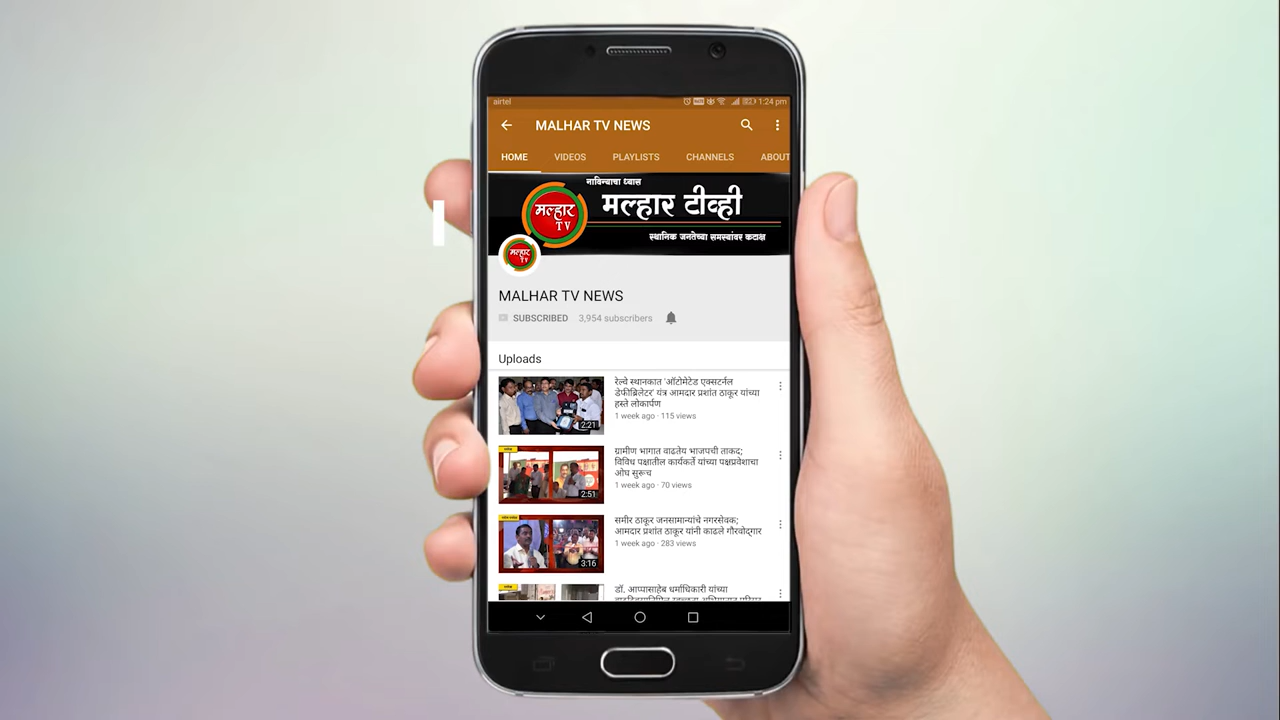 airtel 1:24 pm
MALHAR TV NEWS
HOME VIDEOS PLAYLISTS CHANNELS ABOUT
नाविन्याचा ध्यास
मल्हार टीव्ही
स्थानिक जनतेच्या समस्यांवर कटाक्ष
मल्हार
TV
मल्हार
TV
MALHAR TV NEWS
SUBSCRIBED 3,954 subscribers
Uploads
रेल्वे स्थानकात 'ऑटोमेटेड एक्सटर्नल
डेफीब्रिलेटर' यंत्र आमदार प्रशांत ठाकूर यांच्या
हस्ते लोकार्पण
1 week ago · 115 views
2:21
ग्रामीण भागात वाढतेय भाजपची ताकद;
विविध पक्षातील कार्यकर्ते यांच्या पक्षप्रवेशाचा
ओघ सुरूच
1 week ago · 70 views
2:51
समीर ठाकूर जनसामान्यांचे नगरसेवक;
आमदार प्रशांत ठाकूर यांनी काढले गौरवोद्गार
1 week ago · 283 views
3:16
डॉ. आप्पासाहेब धर्माधिकारी यांच्या